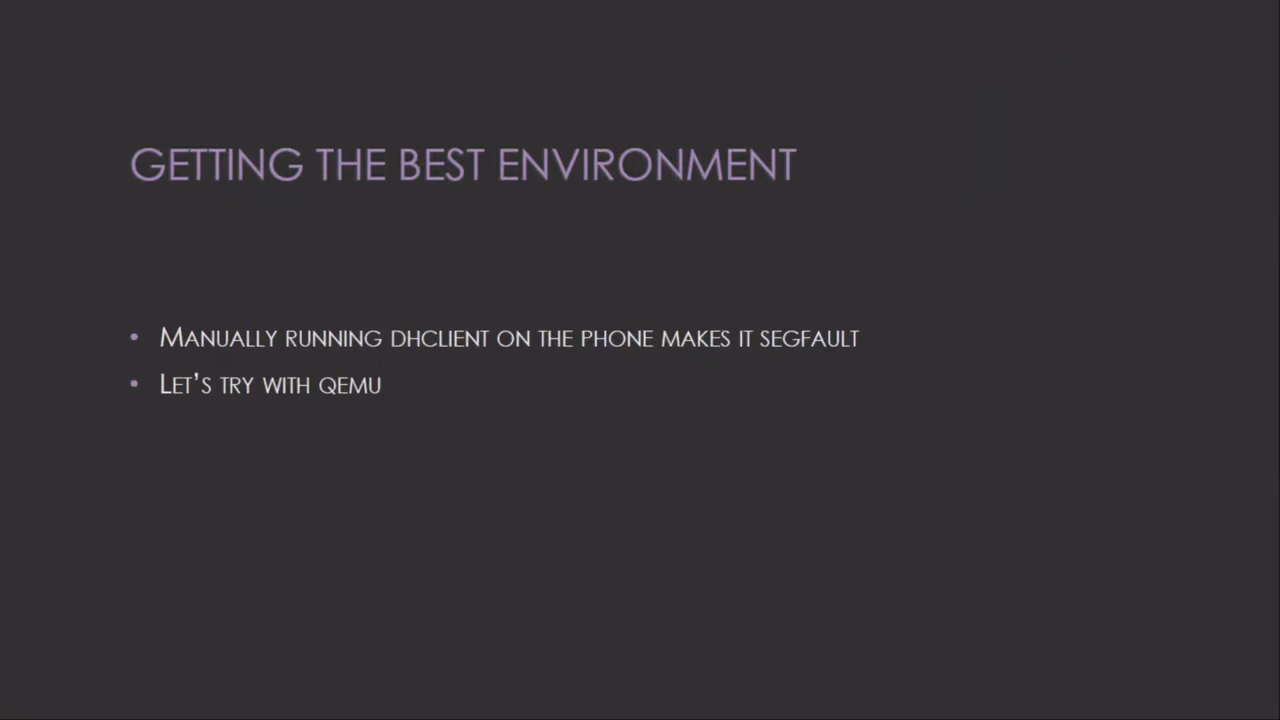 GETTING THE BEST ENVIRONMENT
• Manually running dhclient on the phone makes it segfault
• Let's try with qemu